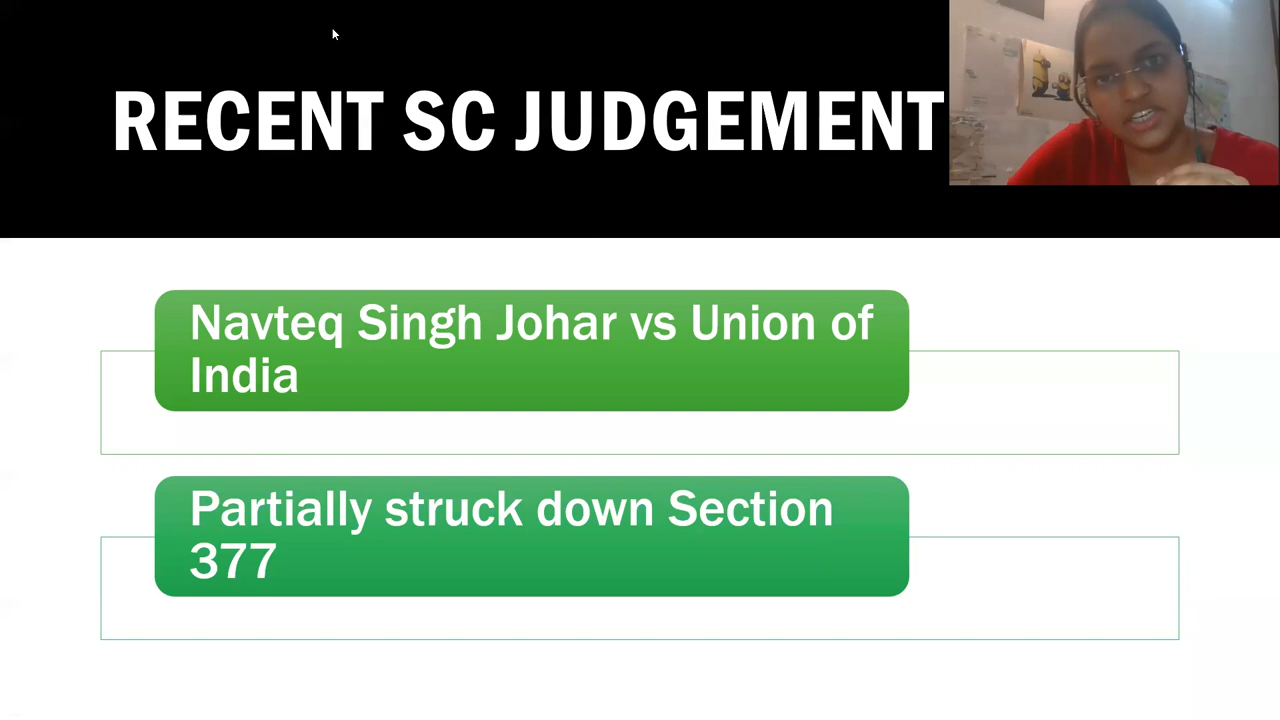 RECENT SC JUDGEMENT
Navteq Singh Johar vs Union of
India
Partially struck down Section
377